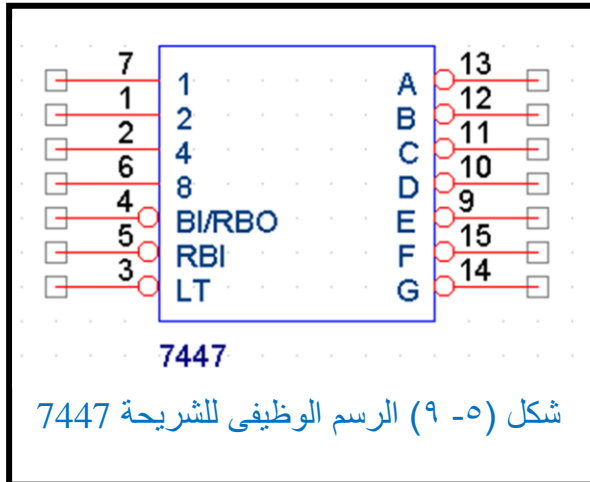 7 1 A 13
1 2 B 12
2 4 C 11
6 8 D 10
4 BI/RBO E 9
5 RBI F 15
3 LT G 14
7447
شكل (٥- ٩) الرسم الوظيفى للشريحة 7447